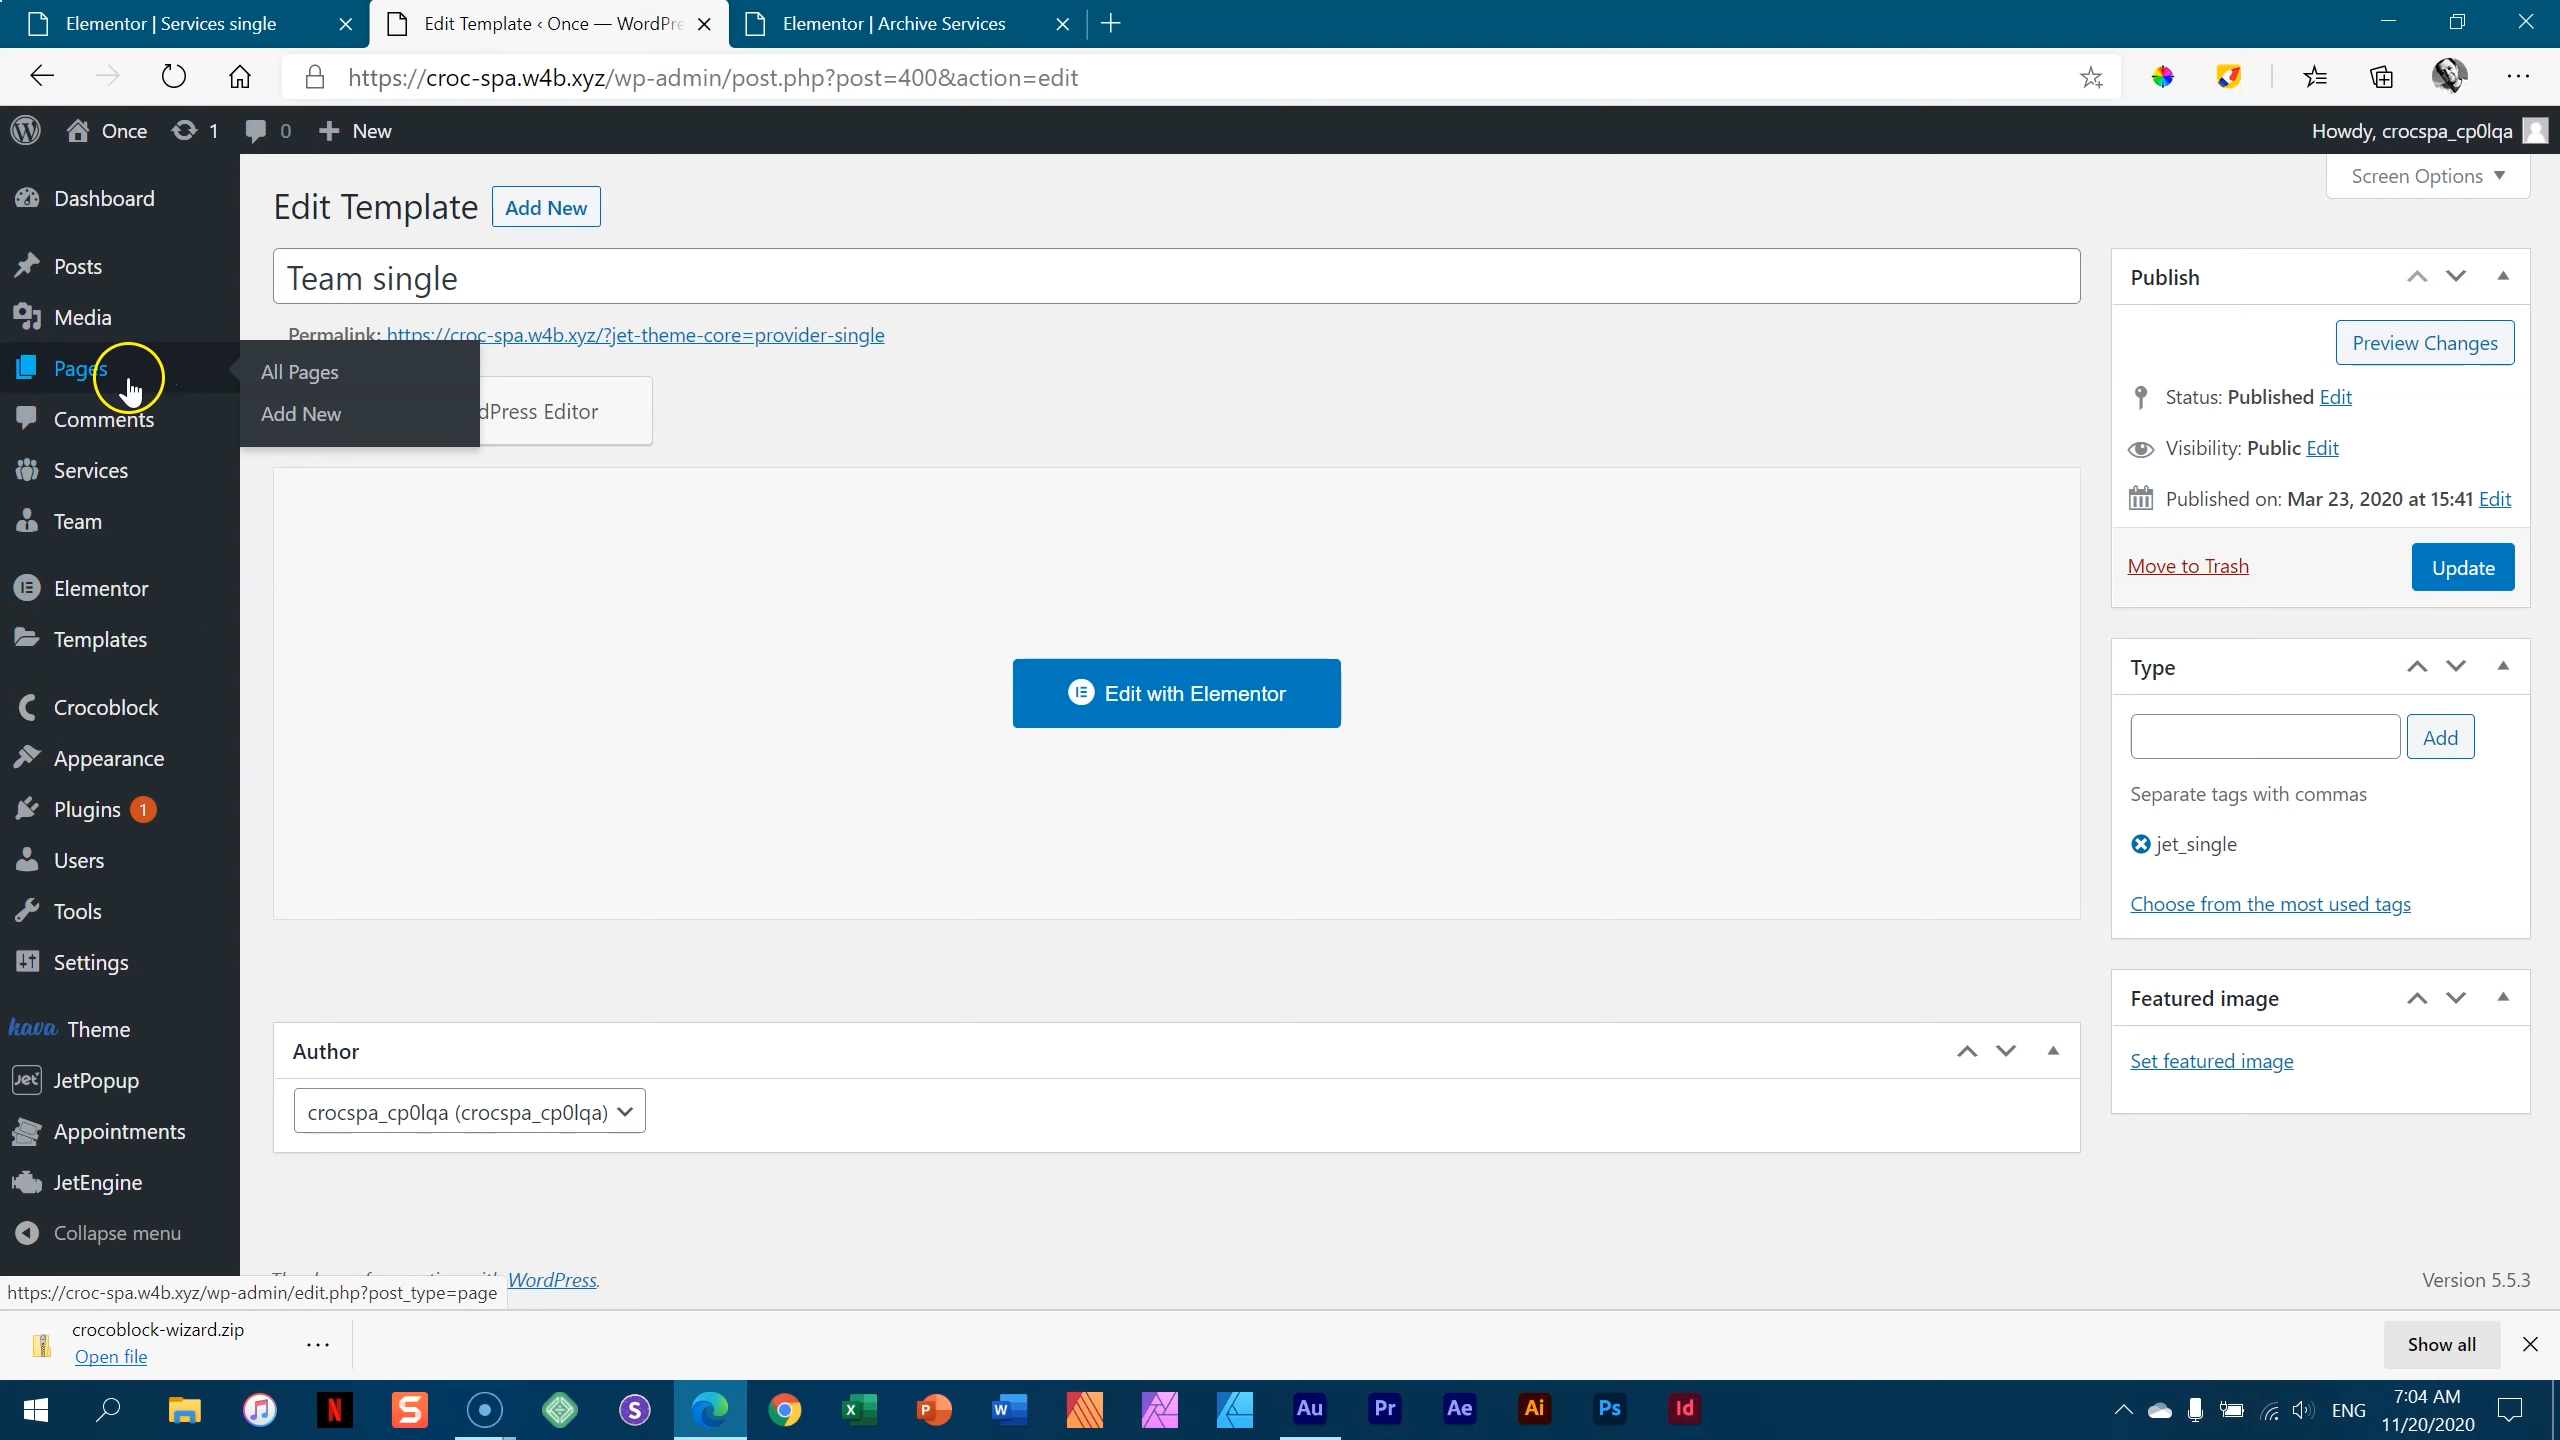 Elementor | Services single
Edit Template ‹ Once — WordPre
Elementor | Archive Services
https://croc-spa.w4b.xyz/wp-admin/post.php?post=400&action=edit
Once
1
0
New
Howdy, crocspa_cp0lqa
Screen Options
Dashboard
Posts
Media
Pages
Comments
Services
Team
Elementor
Templates
Crocoblock
Appearance
Plugins 1
Users
Tools
Settings
kava Theme
JetPopup
Appointments
JetEngine
Collapse menu
All Pages
Add New
Edit Template
Add New
Team single
Permalink: https://croc-spa.w4b.xyz/?jet-theme-core=provider-single
dPress Editor
Edit with Elementor
Author
crocspa_cp0lqa (crocspa_cp0lqa)
Publish
Preview Changes
Status: Published Edit
Visibility: Public Edit
Published on: Mar 23, 2020 at 15:41 Edit
Move to Trash
Update
Type
Add
Separate tags with commas
jet_single
Choose from the most used tags
Featured image
Set featured image
WordPress.
Version 5.5.3
https://croc-spa.w4b.xyz/wp-admin/edit.php?post_type=page
crocoblock-wizard.zip
Open file
Show all
ENG
7:04 AM
11/20/2020